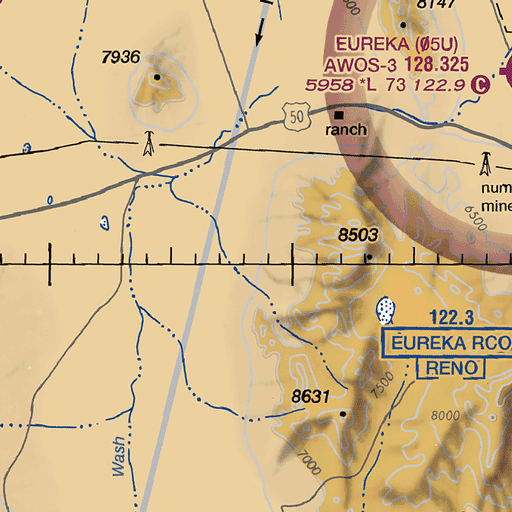 8147
7936
EUREKA (Ø5U)
AWOS-3 128.325
5958 *L 73 122.9 C
50
ranch
num
mine
6500
8503
122.3
EUREKA RCO
RENO
7500
8631
8000
7000
Wash